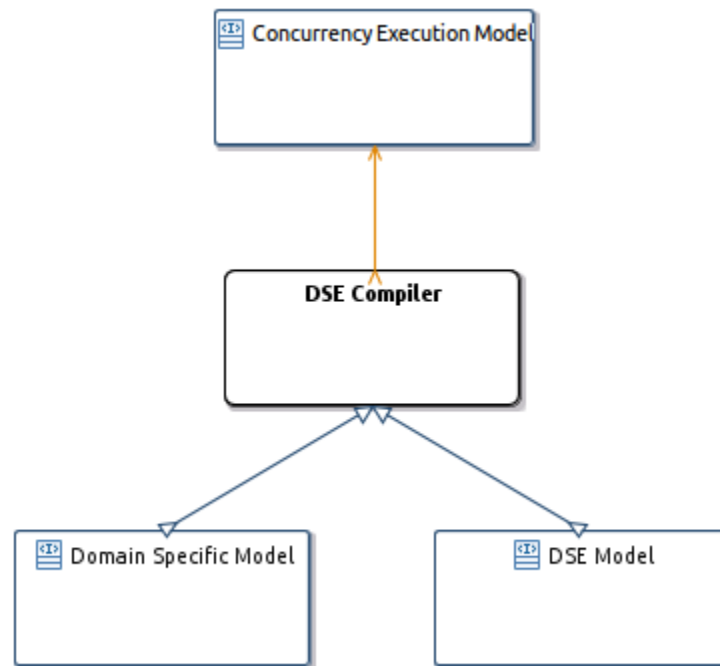 <I> Concurrency Execution Model
DSE Compiler
<I> Domain Specific Model
<I> DSE Model